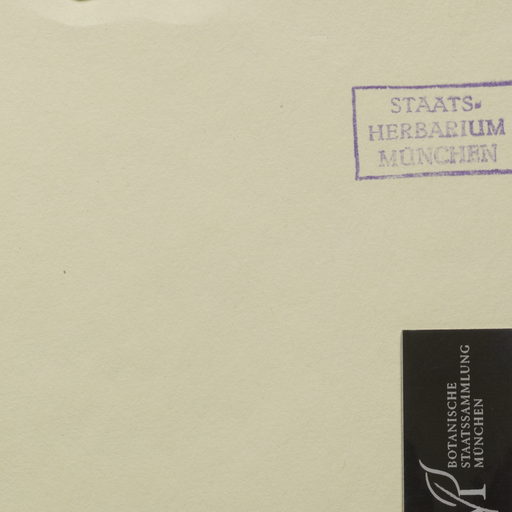 STAATS-
HERBARIUM
MÜNCHEN
BOTANISCHE
STAATSSAMMLUNG
MÜNCHEN